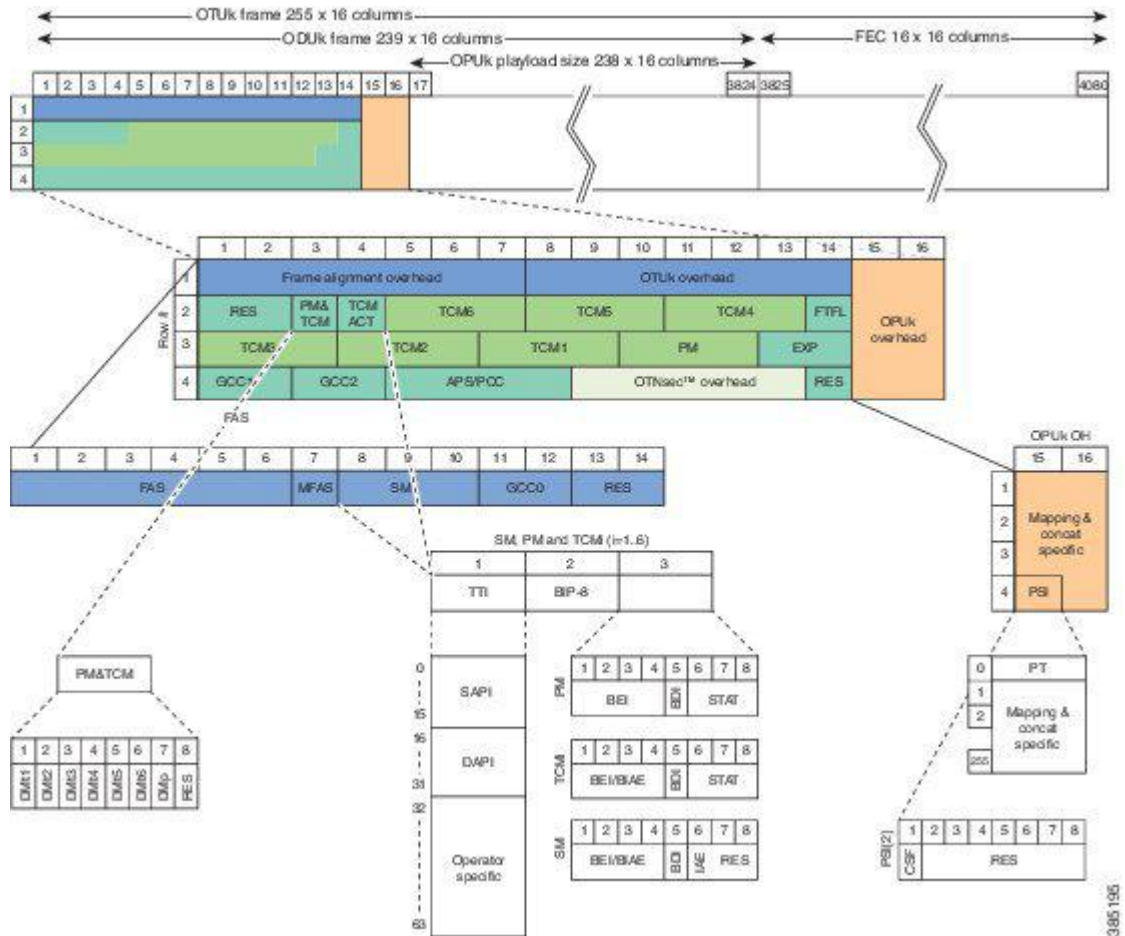 OTUk frame 255 x 16 columns
ODUk frame 239 x 16 columns
FEC 16 x 16 columns
OPUk playload size 238 x 16 columns
1 2 3 4 5 6 7 8 9 10 11 12 13 14 15 16 17
3824 3825
4080
1
2
3
4
1 2 3 4 5 6 7 8 9 10 11 12 13 14 15 16
Row #
1 Frame alignment overhead OTUk overhead
2 RES PM& TCM TCM ACT TCM6 TCM5 TCM4 FTFL
OPUk overhead
3 TCM3 TCM2 TCM1 PM EXP
4 GCC1 GCC2 APS/PCC OTNsec™ overhead RES
FAS
1 2 3 4 5 6 7 8 9 10 11 12 13 14
FAS MFAS SM GCC0 RES
OPUk OH
15 16
1
2
3
4
Mapping & concat specific
PSI
SM, PM and TCMi (i=1..6)
1 2 3
TTI BIP-8
PM&TCM
1 2 3 4 5 6 7 8
DMt1 DMt2 DMt3 DMt4 DMt5 DMt6 DMp RES
0
15
16
31
32
63
SAPI
DAPI
Operator specific
PM
1 2 3 4 5 6 7 8
BEI BDI STAT
TCMi
1 2 3 4 5 6 7 8
BEI/BIAE BDI STAT
SM
1 2 3 4 5 6 7 8
BEI/BIAE BDI IAE RES
0 PT
1
2
255
Mapping & concat specific
PSI(2)
1 2 3 4 5 6 7 8
CSF RES
385195